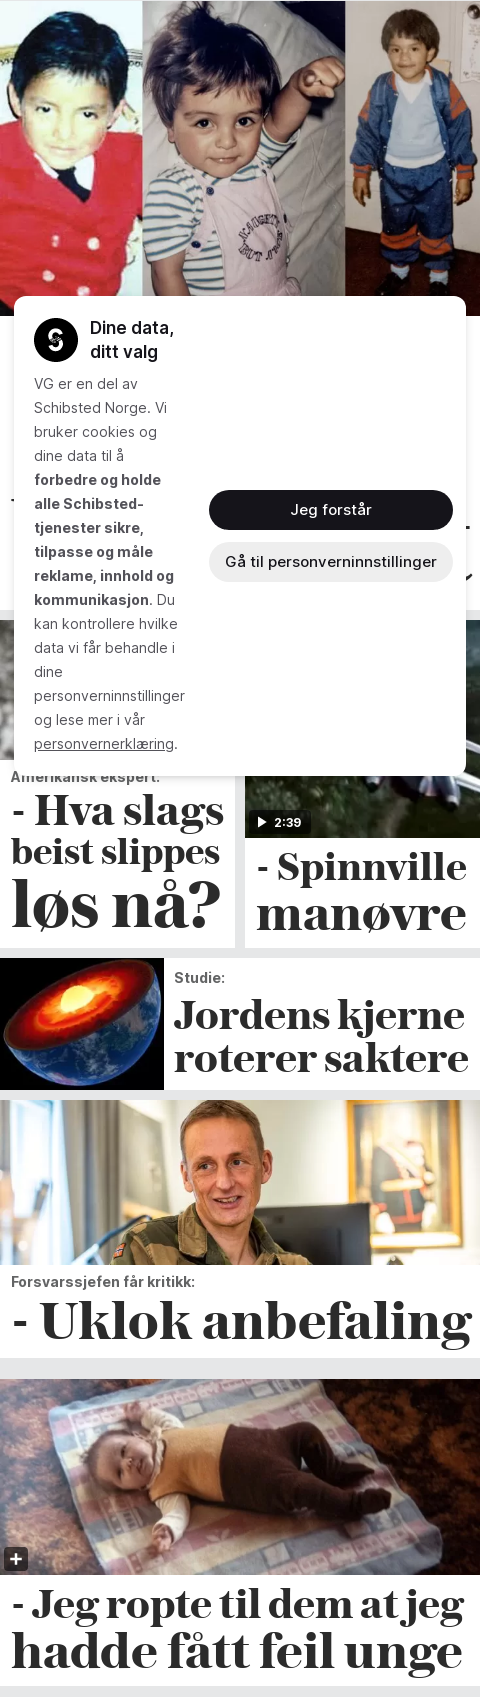 Dine data,
ditt valg
VG er en del av
Schibsted Norge. Vi
bruker cookies og
dine data til å
forbedre og holde
alle Schibsted-
tjenester sikre,
tilpasse og måle
reklame, innhold og
kommunikasjon. Du
kan kontrollere hvilke
data vi får behandle i
dine
personverninnstillinger
og lese mer i vår
personvernerklæring.
Jeg forstår
Gå til personverninnstillinger
Amerikansk ekspert:
- Hva slags
beist slippes
løs nå?
2:39
- Spinnville
manøvre
Studie:
Jordens kjerne
roterer saktere
Forsvarssjefen får kritikk:
- Uklok anbefaling
- Jeg ropte til dem at jeg
hadde fått feil unge